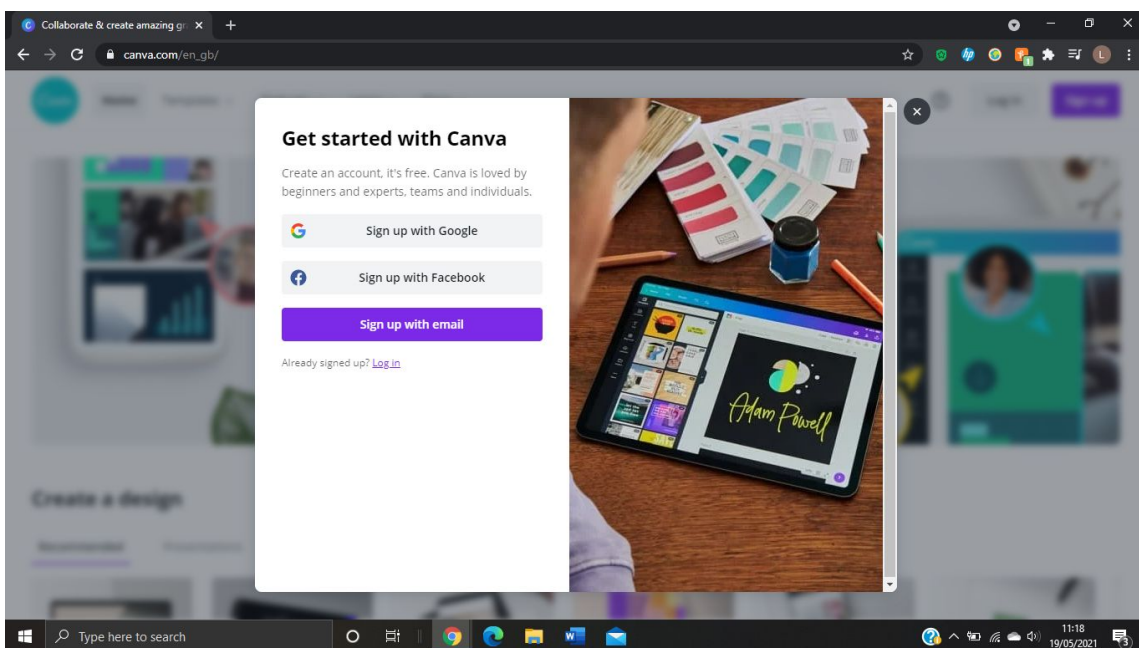 Collaborate & create amazing gr
canva.com/en_gb/
L
Get started with Canva
Create an account, it's free. Canva is loved by
beginners and experts, teams and individuals.
Sign up with Google
Sign up with Facebook
Sign up with email
Already signed up? Log in
Adam Powell
Create a design
Type here to search
11:18
19/05/2021
3